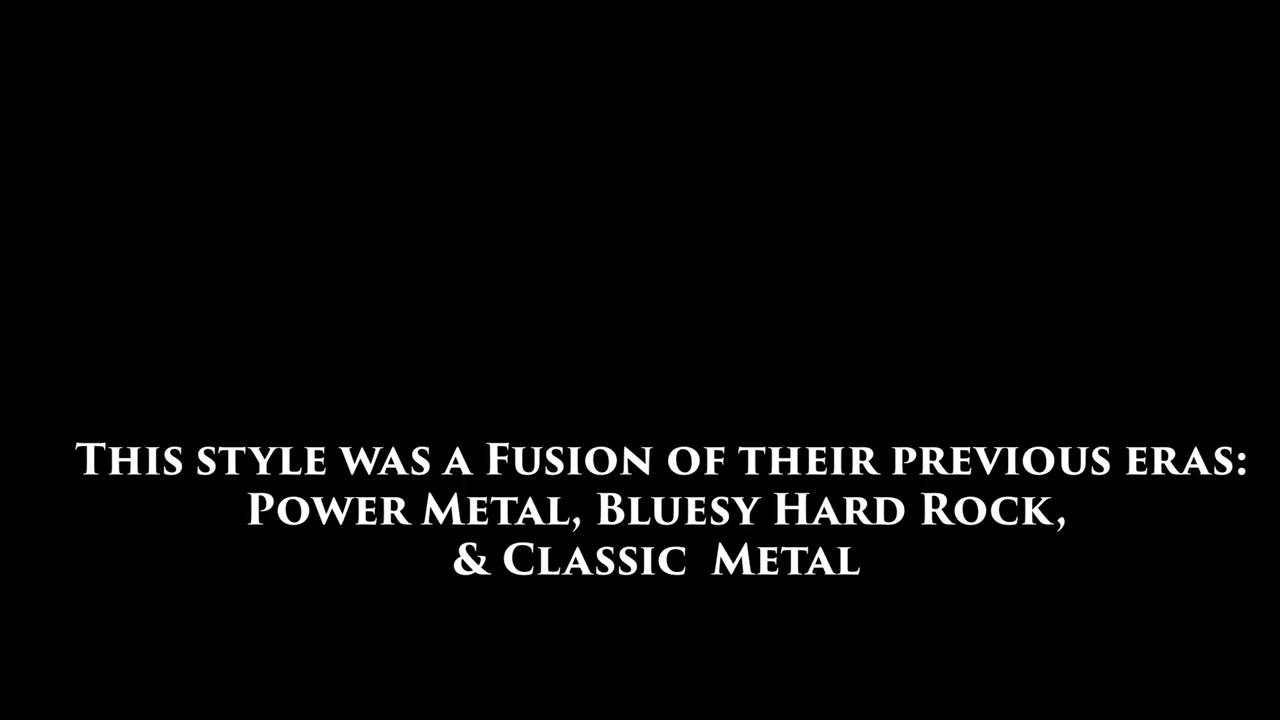 This style was a Fusion of their previous eras:
Power Metal, Bluesy Hard Rock,
& Classic  Metal